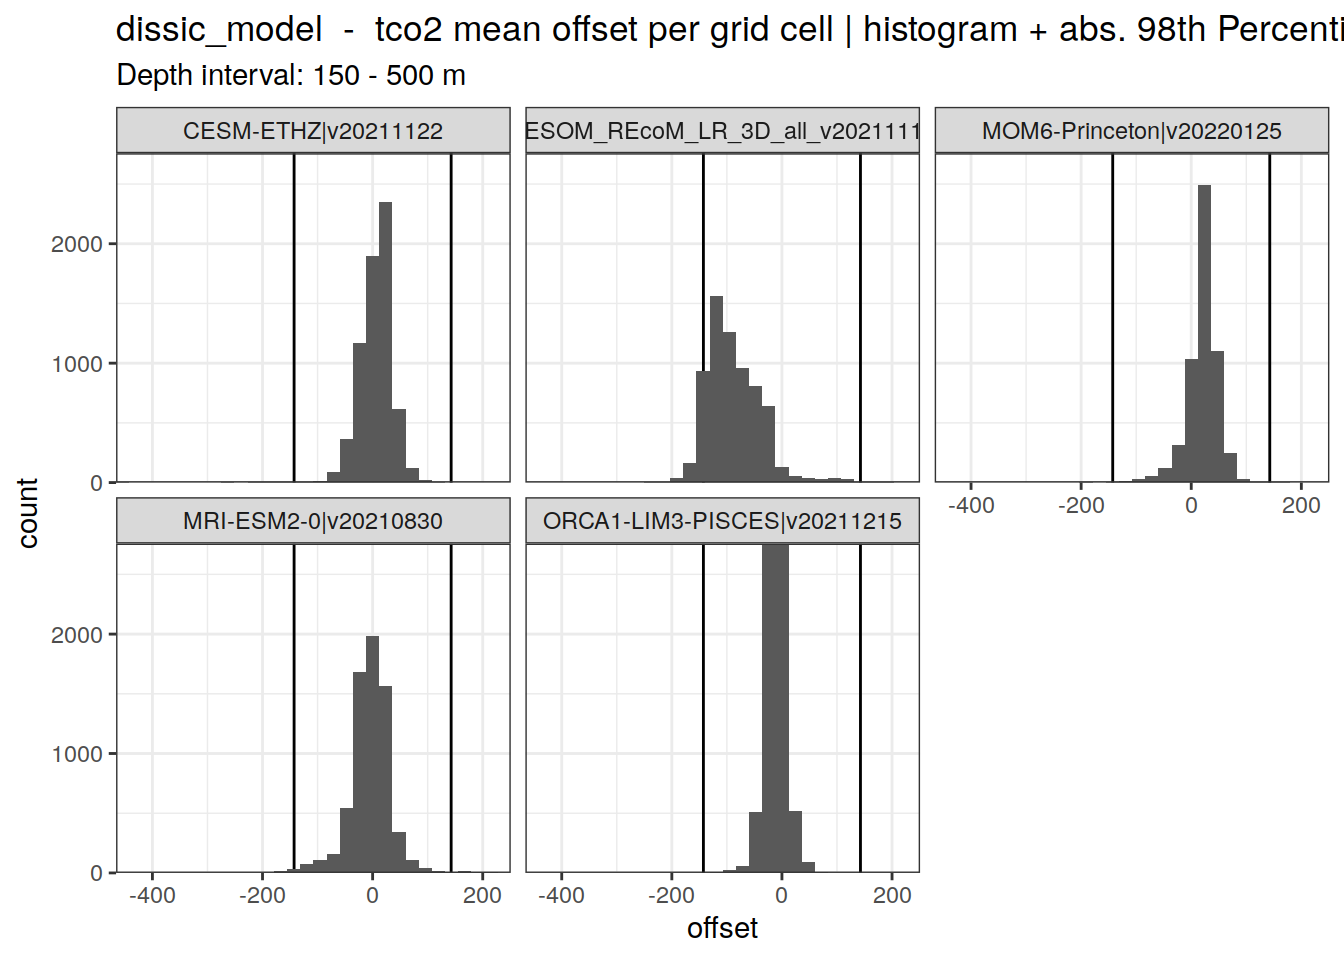 dissic_model - tco2 mean offset per grid cell | histogram + abs. 98th Percenti
Depth interval: 150 - 500 m
CESM-ETHZ|v20211122
ESOM_REcoM_LR_3D_all_v2021111
MOM6-Princeton|v20220125
2000
1000
0
-400 -200 0 200
count
MRI-ESM2-0|v20210830
ORCA1-LIM3-PISCES|v20211215
2000
1000
0
-400 -200 0 200
-400 -200 0 200
offset